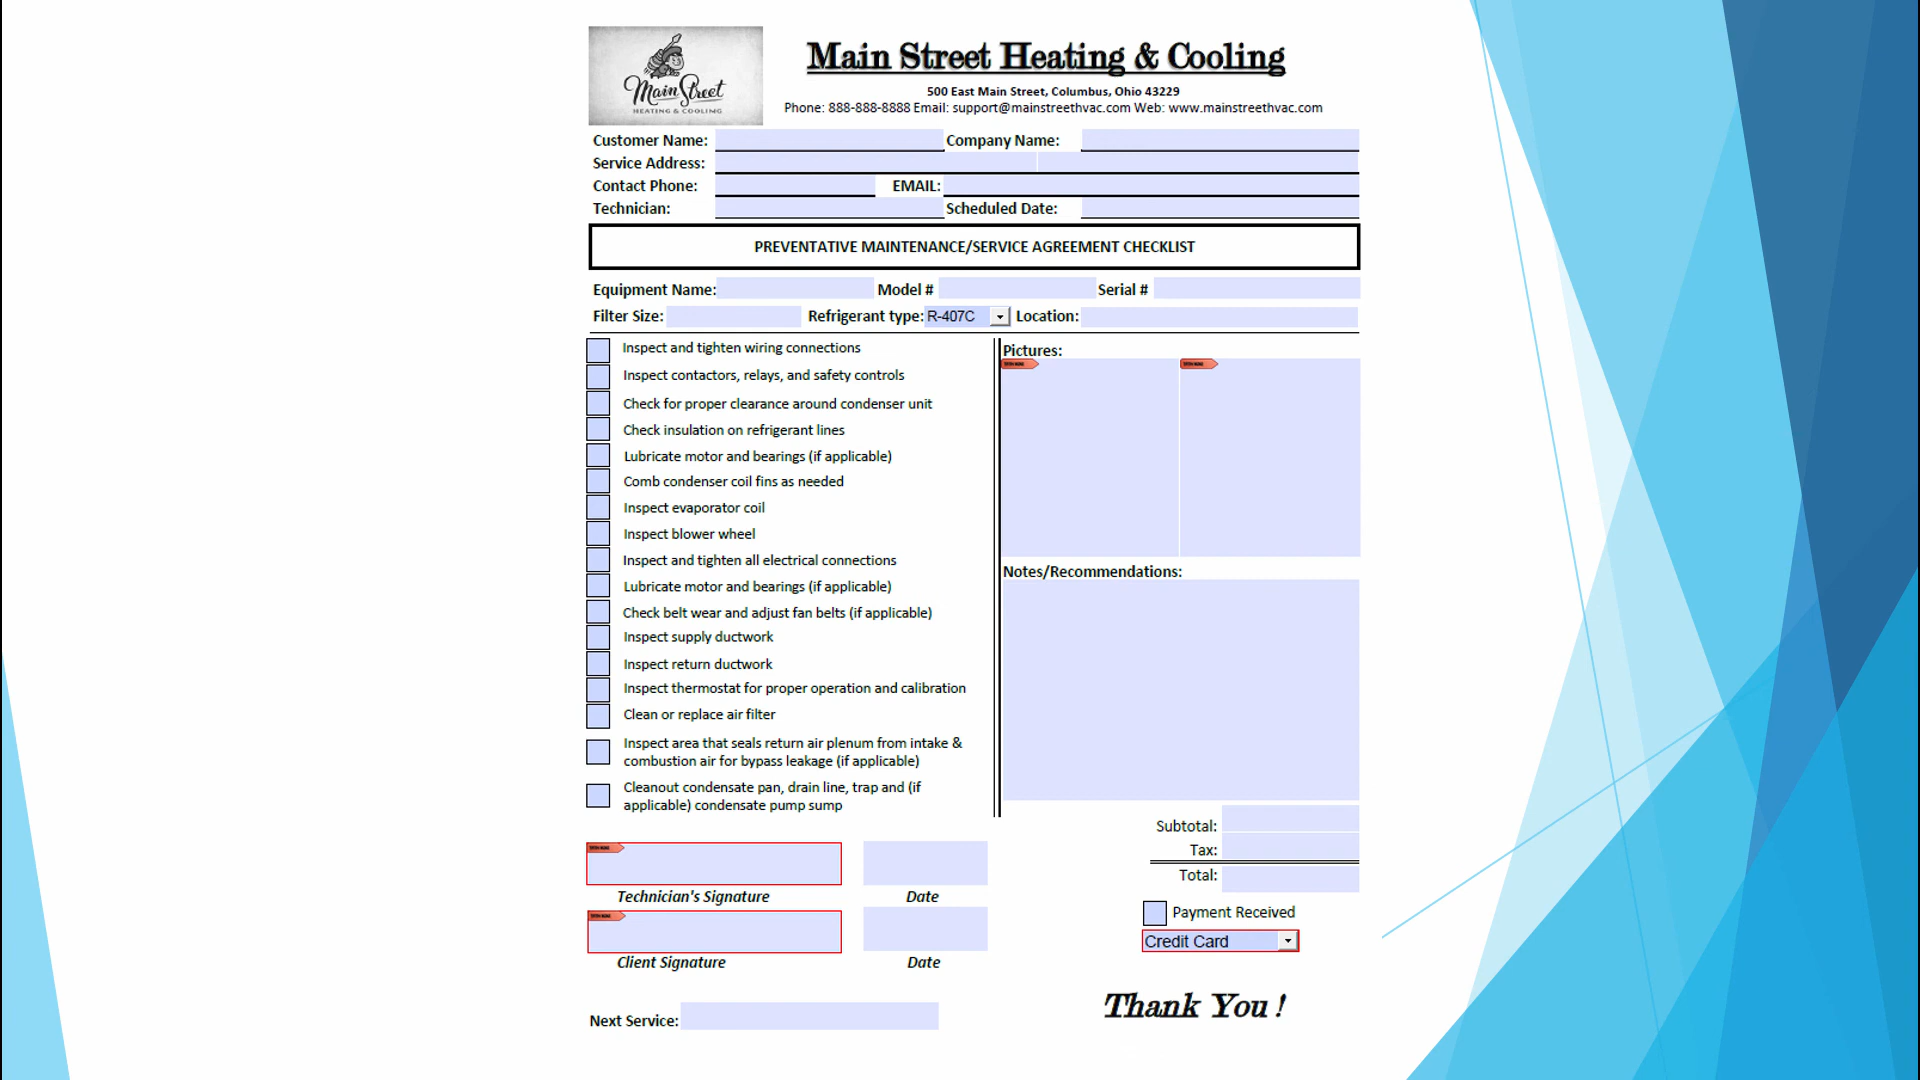 Main Street
HEATING & COOLING
Main Street Heating & Cooling
500 East Main Street, Columbus, Ohio 43229
Phone: 888-888-8888 Email: support@mainstreethvac.com Web: www.mainstreethvac.com
Customer Name: Company Name:
Service Address:
Contact Phone: EMAIL:
Technician: Scheduled Date:
PREVENTATIVE MAINTENANCE/SERVICE AGREEMENT CHECKLIST
Equipment Name: Model # Serial #
Filter Size: Refrigerant type: R-407C Location:
Inspect and tighten wiring connections
Inspect contactors, relays, and safety controls
Check for proper clearance around condenser unit
Check insulation on refrigerant lines
Lubricate motor and bearings (if applicable)
Comb condenser coil fins as needed
Inspect evaporator coil
Inspect blower wheel
Inspect and tighten all electrical connections
Lubricate motor and bearings (if applicable)
Check belt wear and adjust fan belts (if applicable)
Inspect supply ductwork
Inspect return ductwork
Inspect thermostat for proper operation and calibration
Clean or replace air filter
Inspect area that seals return air plenum from intake &
combustion air for bypass leakage (if applicable)
Cleanout condensate pan, drain line, trap and (if
applicable) condensate pump sump
Pictures:
Notes/Recommendations:
Subtotal:
Tax:
Total:
Technician's Signature Date
Client Signature Date
Payment Received
Credit Card
Next Service:
Thank You !